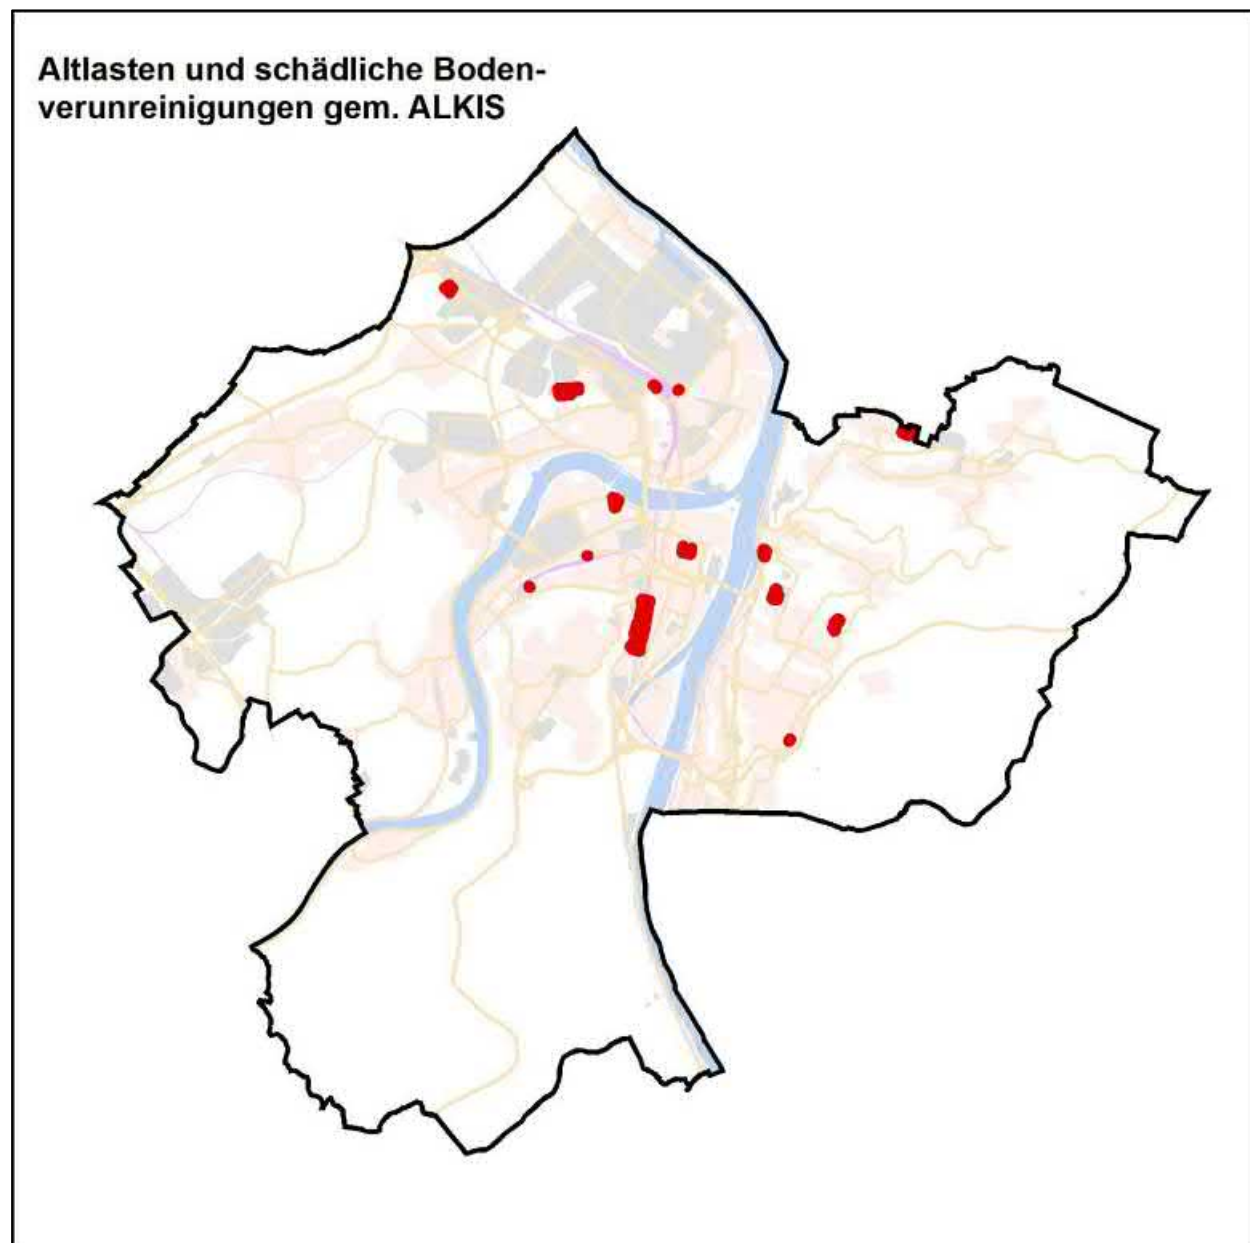 Altlasten und schädliche Boden-
verunreinigungen gem. ALKIS